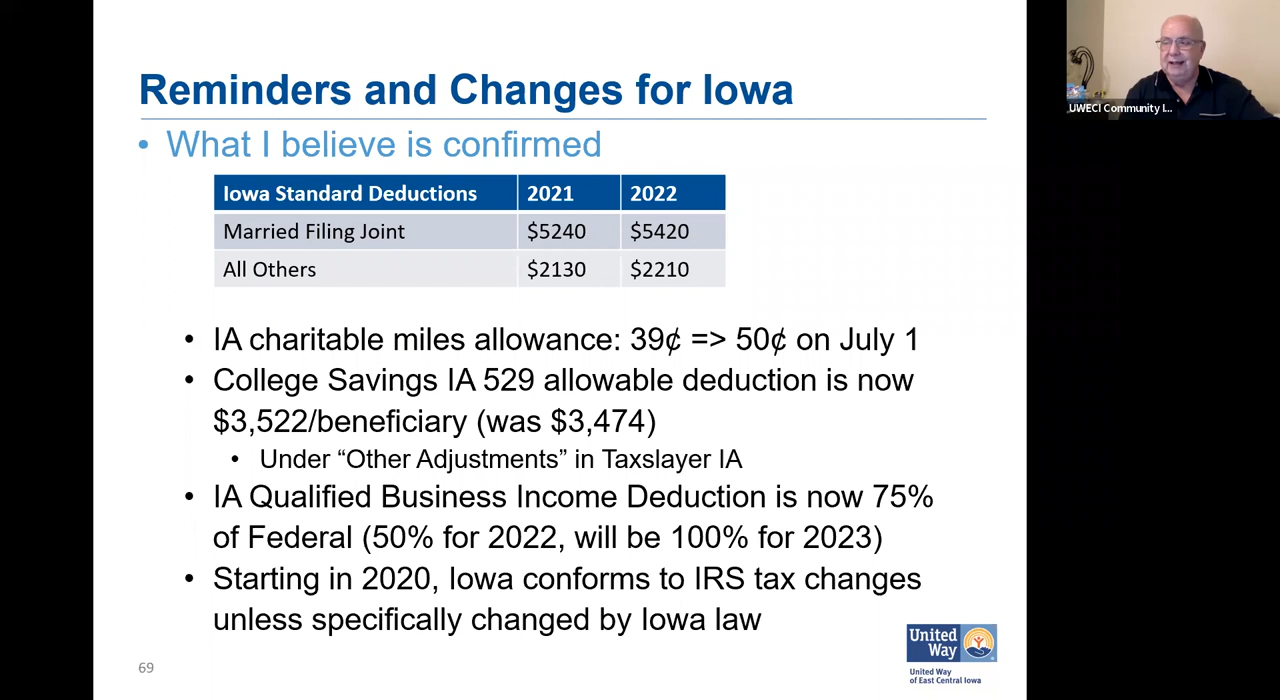 Reminders and Changes for Iowa
• What I believe is confirmed
Iowa Standard Deductions 2021 2022
Married Filing Joint $5240 $5420
All Others $2130 $2210
• IA charitable miles allowance: 39¢ => 50¢ on July 1
• College Savings IA 529 allowable deduction is now
$3,522/beneficiary (was $3,474)
• Under “Other Adjustments” in Taxslayer IA
• IA Qualified Business Income Deduction is now 75%
of Federal (50% for 2022, will be 100% for 2023)
• Starting in 2020, Iowa conforms to IRS tax changes
unless specifically changed by Iowa law
69
United
Way
United Way
of East Central Iowa
UWECI Community I...